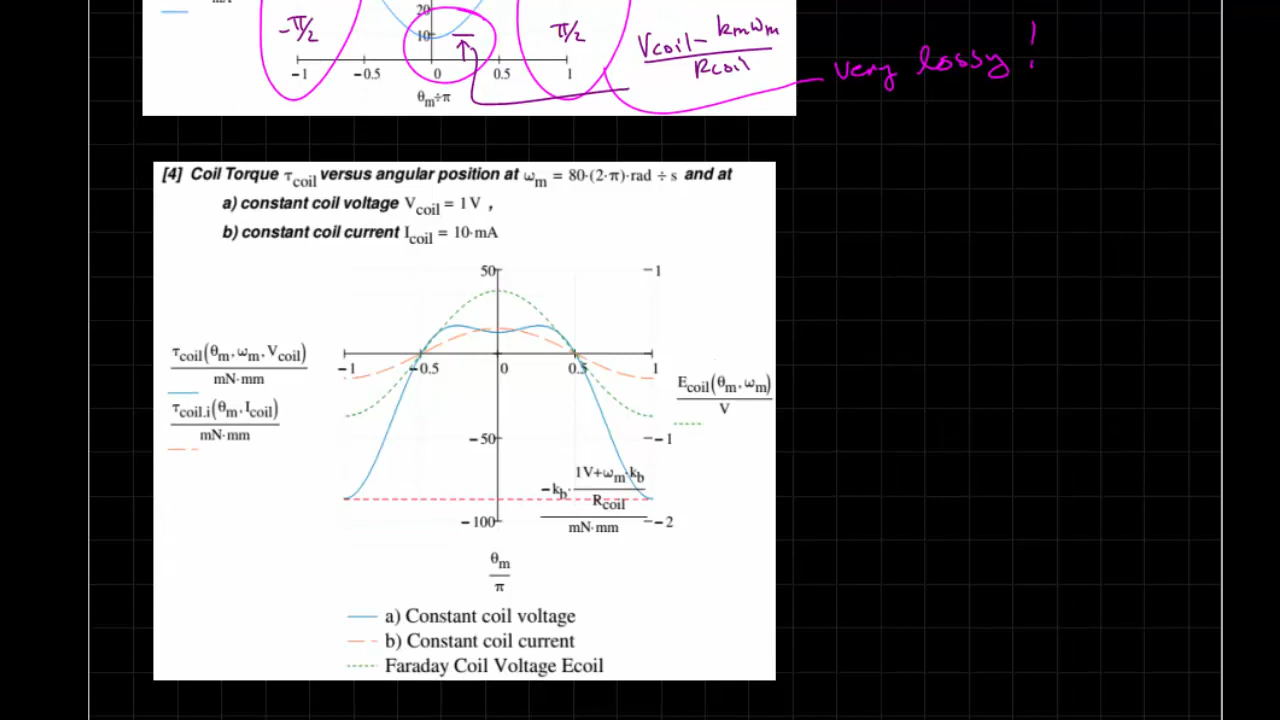 20
10
-1 -0.5 0 0.5 1
θm÷π
-π/2
π/2
Vcoil - kmωm
Rcoil
very lossy!
[4] Coil Torque τcoil versus angular position at ωm = 80·(2·π)·rad ÷ s and at
a) constant coil voltage Vcoil = 1V ,
b) constant coil current Icoil = 10·mA
50
-1
τcoil(θm,ωm,Vcoil)
mN·mm
τcoil.i(θm,Icoil)
mN·mm
-1 -0.5 0 0.5 1
Ecoil(θm,ωm)
V
-50
-1
1V+ωm·kb
-kb·
Rcoil
mN·mm
-100
-2
θm
π
a) Constant coil voltage
b) Constant coil current
Faraday Coil Voltage Ecoil